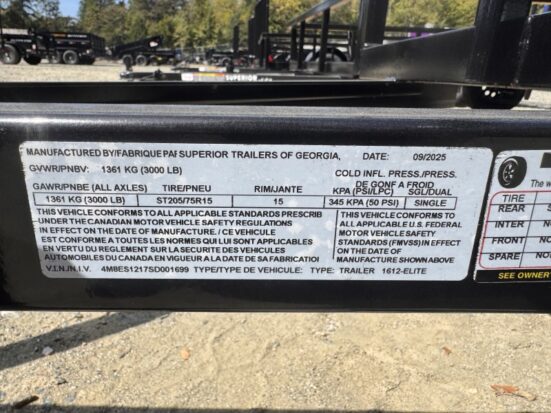 SUPERIOR
MANUFACTURED BY/FABRIQUE PAR SUPERIOR TRAILERS OF GEORGIA, DATE: 09/2025
GVWR/PNBV: 1361 KG (3000 LB)
COLD INFL. PRESS./PRESS.
DE GONF A FROID
GAWR/PNBE (ALL AXLES) TIRE/PNEU RIM/JANTE KPA (PSI/LPC) SGL/DUAL
1361 KG (3000 LB) ST205/75R15 15 345 KPA (50 PSI) SINGLE
THIS VEHICLE CONFORMS TO ALL APPLICABLE STANDARDS PRESCRIB
UNDER THE CANADIAN MOTOR VEHICLE SAFETY REGULATIONS
IN EFFECT ON THE DATE OF MANUFACTURE. / CE VEHICULE
EST CONFORME A TOUTES LES NORMES QUI LUI SONT APPLICABLES
EN VERTU DU REGLEMENT SUR LA SECURITE DES VEHICULES
AUTOMOBILES DU CANADA EN VIGUEUR A LA DATE DE SA FABRICATIOI
THIS VEHICLE CONFORMS TO
ALL APPLICABLE U.S. FEDERAL
MOTOR VEHICLE SAFETY
STANDARDS (FMVSS) IN EFFECT
ON THE DATE OF
MANUFACTURE SHOWN ABOVE
V.I.N./N.I.V. 4M8ES1217SD001699 TYPE/TYPE DE VEHICULE: TYPE: TRAILER 1612-ELITE
TIRE
REAR
INTER NO
FRONT NO
SPARE NO
SEE OWNER'